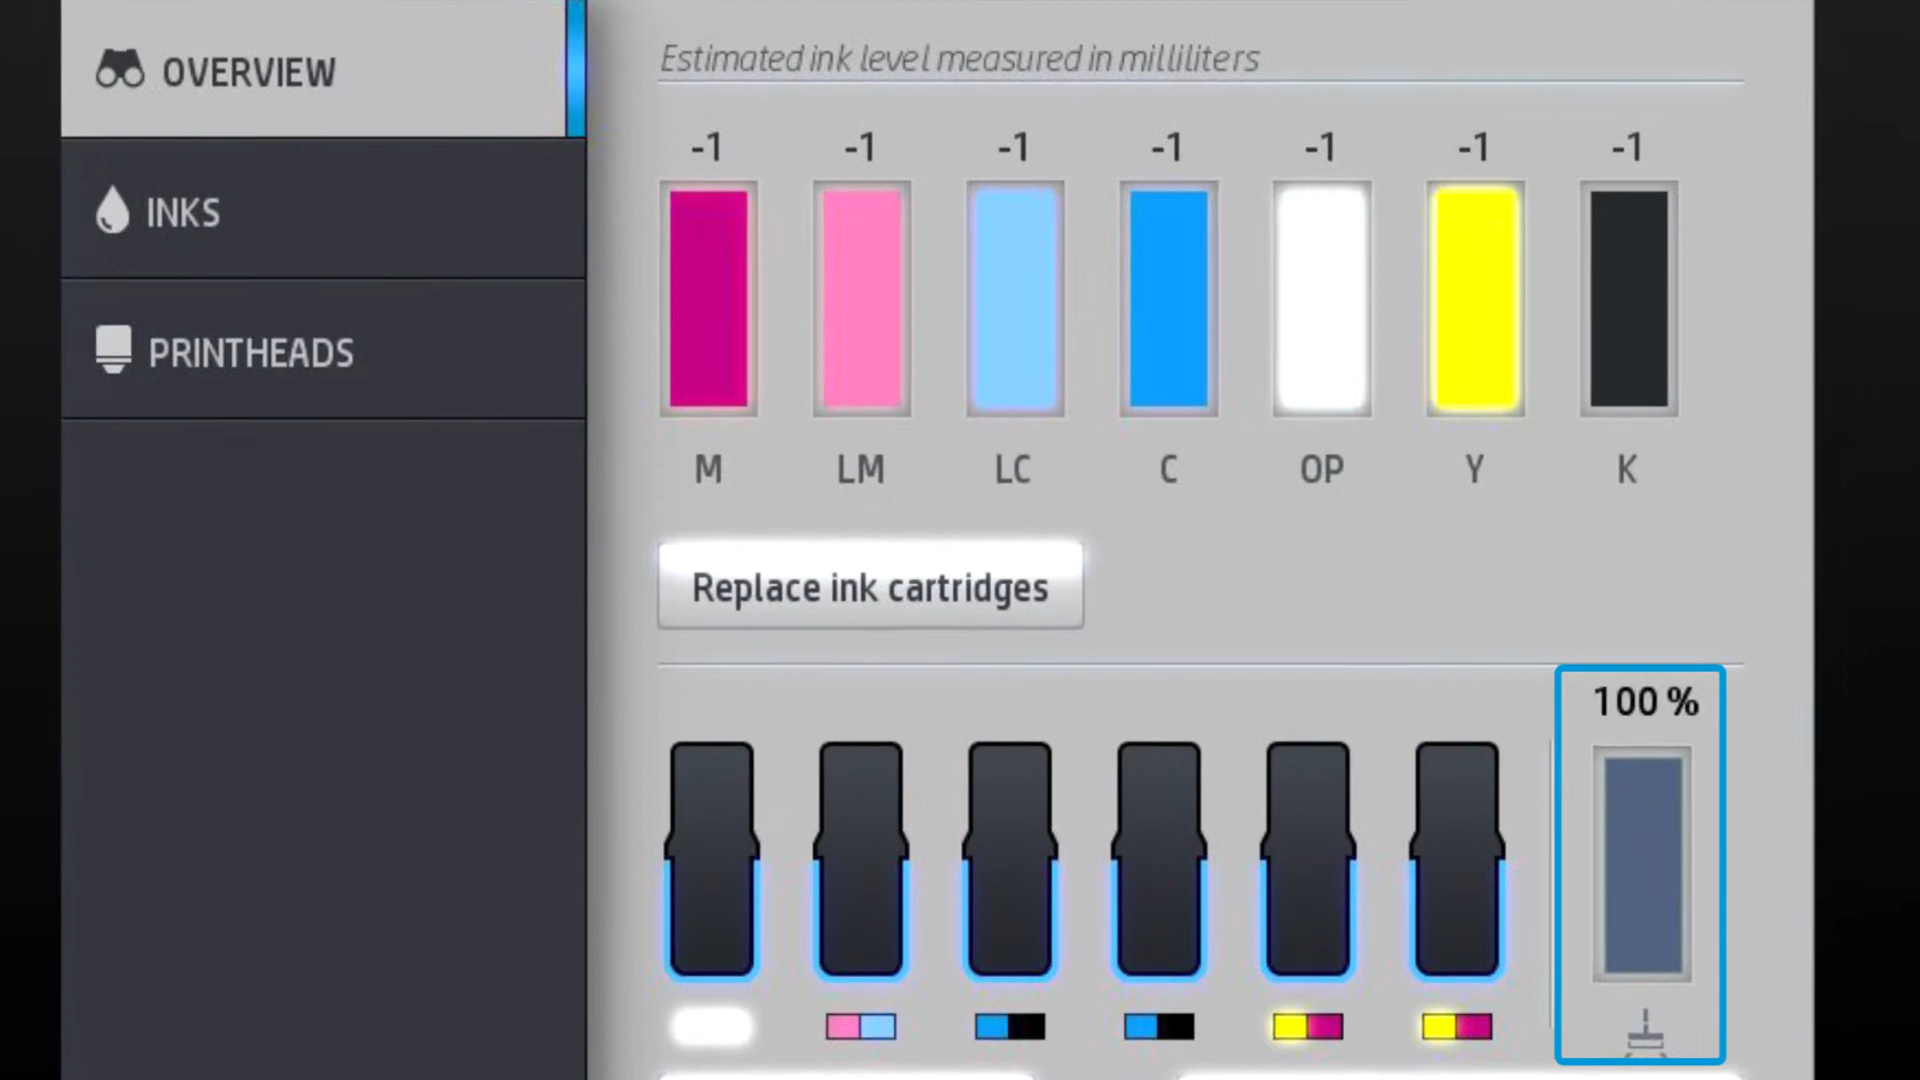 OVERVIEW
INKS
PRINTHEADS
Estimated ink level measured in milliliters
-1 -1 -1 -1 -1 -1 -1
M LM LC C OP Y K
Replace ink cartridges
100 %